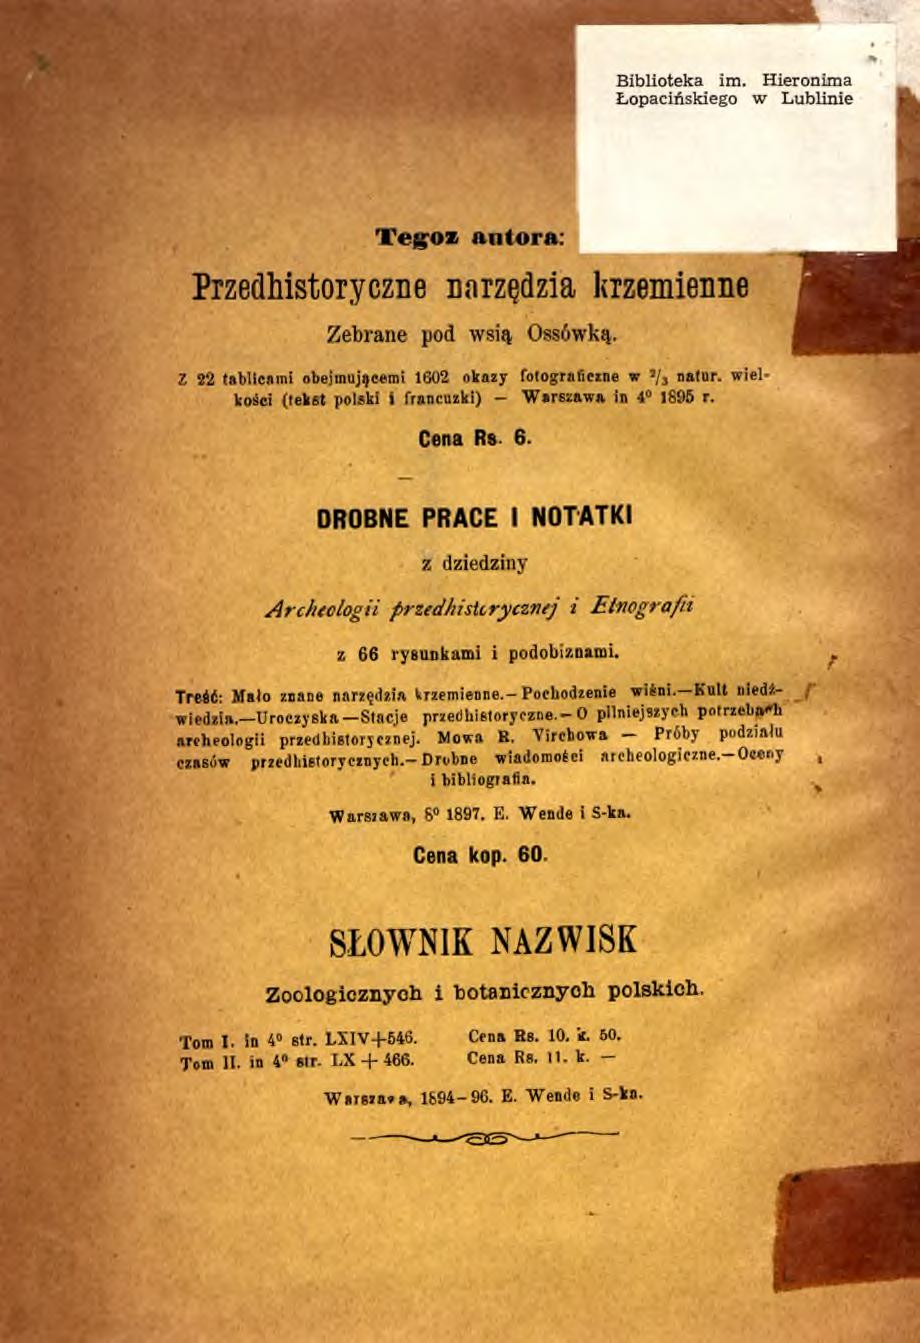 Biblioteka im. Hieronima
Łopacińskiego w Lublinie
Tegoż autora:
Przedhistoryczne narzędzia krzemienne
Zebrane pod wsią Ossówką.
Z 22 tablicami obejmującemi 1602 okazy fotograficzne w ²/₃ natur. wiel-
kości (tekst polski i francuzki) — Warszawa in 4⁰ 1895 r.
Cena Rs. 6.
DROBNE PRACE I NOTATKI
z dziedziny
Archeologii przedhistorycznej i Etnografii
z 66 rysunkami i podobiznami.
Treść: Mało znane narzędzia krzemienne.—Pochodzenie wiśni.—Kult niedź-
wiedzia.—Uroczyska—Stacje przedhistoryczne.—O pilniejszych potrzebach
archeologii przedhistorycznej. Mowa R. Virchowa — Próby podziału
czasów przedhistorycznych.—Drobne wiadomości archeologiczne.—Oceny
i bibliografia.
Warszawa, 8⁰ 1897. E. Wende i S-ka.
Cena kop. 60.
SŁOWNIK NAZWISK
Zoologicznych i botanicznych polskich.
Tom I. in 4⁰ str. LXIV+546. Cena Rs. 10. k. 50.
Tom II. in 4⁰ str. LX + 466. Cena Rs. 11. k. —
Warszawa, 1894—96. E. Wende i S-ka.